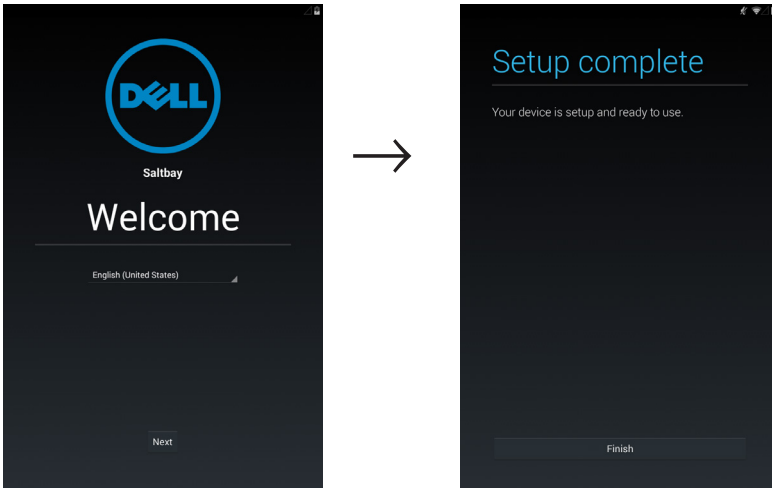 DELL
Saltbay
Welcome
English (United States)
Next
Setup complete
Your device is setup and ready to use.
Finish